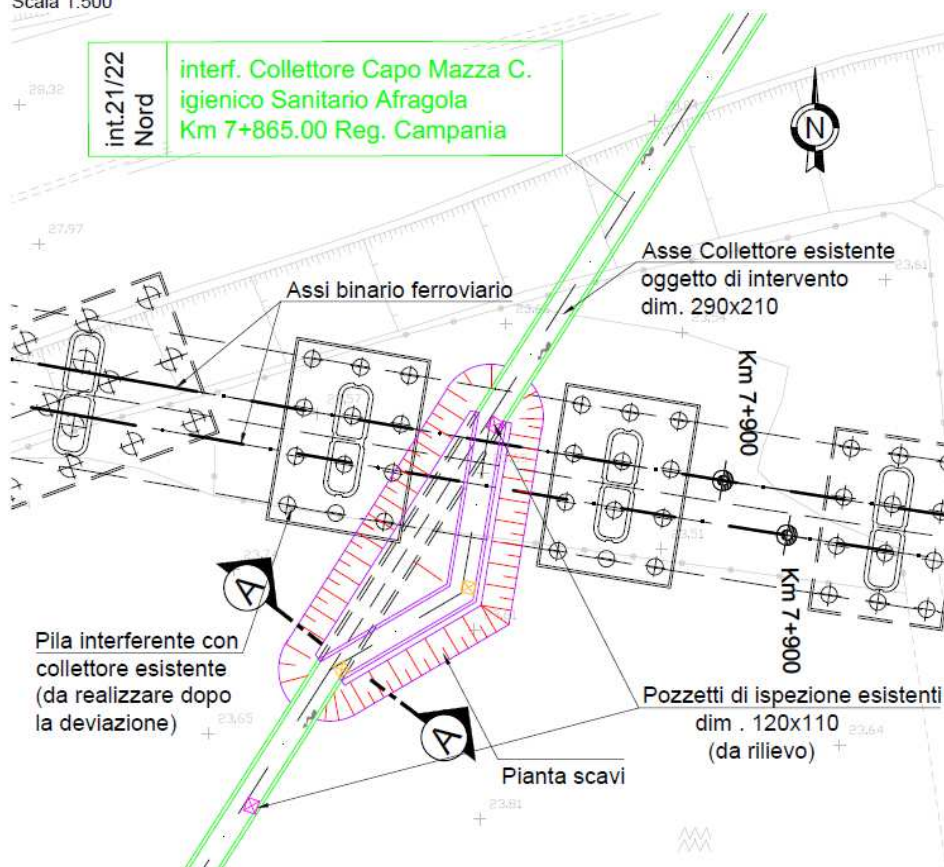 Scala 1:500
int.21/22
Nord
interf. Collettore Capo Mazza C.
igienico Sanitario Afragola
Km 7+865.00 Reg. Campania
N
28,32
27,97
Asse Collettore esistente
oggetto di intervento
dim. 290x210
23,61
Assi binario ferroviario
Km 7+900
23,51
A
Km 7+900
Pila interferente con
collettore esistente
(da realizzare dopo
la deviazione)
23,65
Pozzetti di ispezione esistenti
dim . 120x110
(da rilievo)
23,64
A
Pianta scavi
23,81